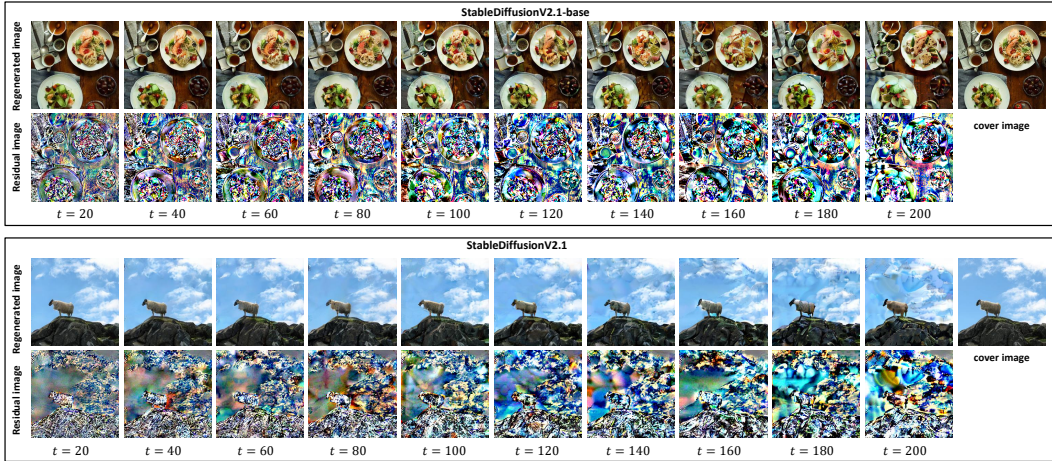 StableDiffusionV2.1-base
Regenerated image
Residual image
cover image
t = 20 t = 40 t = 60 t = 80 t = 100 t = 120 t = 140 t = 160 t = 180 t = 200
StableDiffusionV2.1
Regenerated image
Residual image
cover image
t = 20 t = 40 t = 60 t = 80 t = 100 t = 120 t = 140 t = 160 t = 180 t = 200